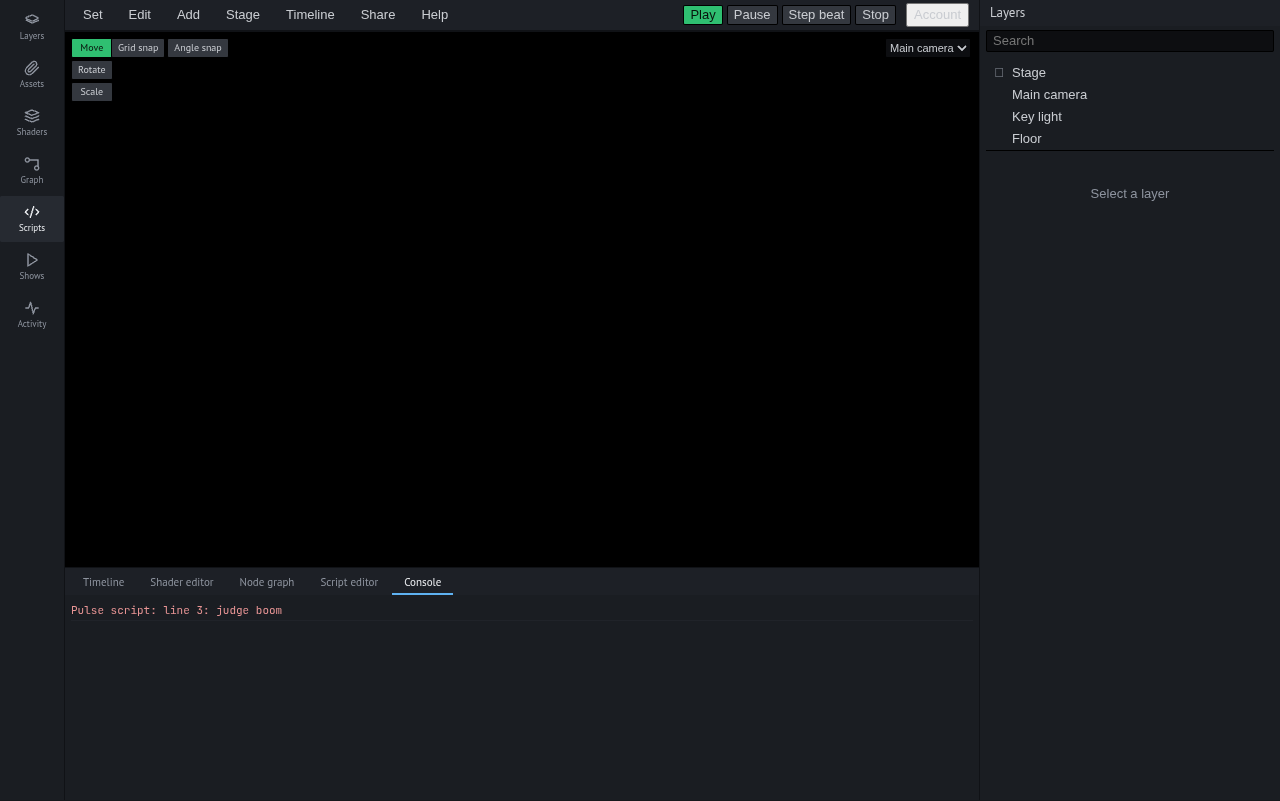 Layers
Assets
Shaders
Graph
Scripts
Shows
Activity
Set Edit Add Stage Timeline Share Help
Play Pause Step beat Stop Account
Move Grid snap Angle snap
Rotate
Scale
Main camera
Timeline Shader editor Node graph Script editor Console
Pulse script: line 3: judge boom
Layers
Search
Stage
Main camera
Key light
Floor
Select a layer